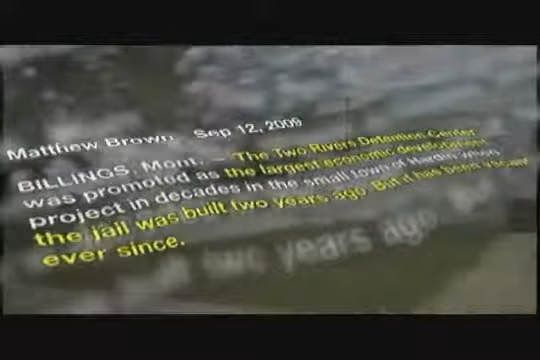 Matthew Brown Sep 12, 2009
BILLINGS, Mont. – The Two Rivers Detention Center
was promoted as the largest economic development
project in decades in the small town of Hardin when
the jail was built two years ago. But it has been vacant
ever since.
two years ago